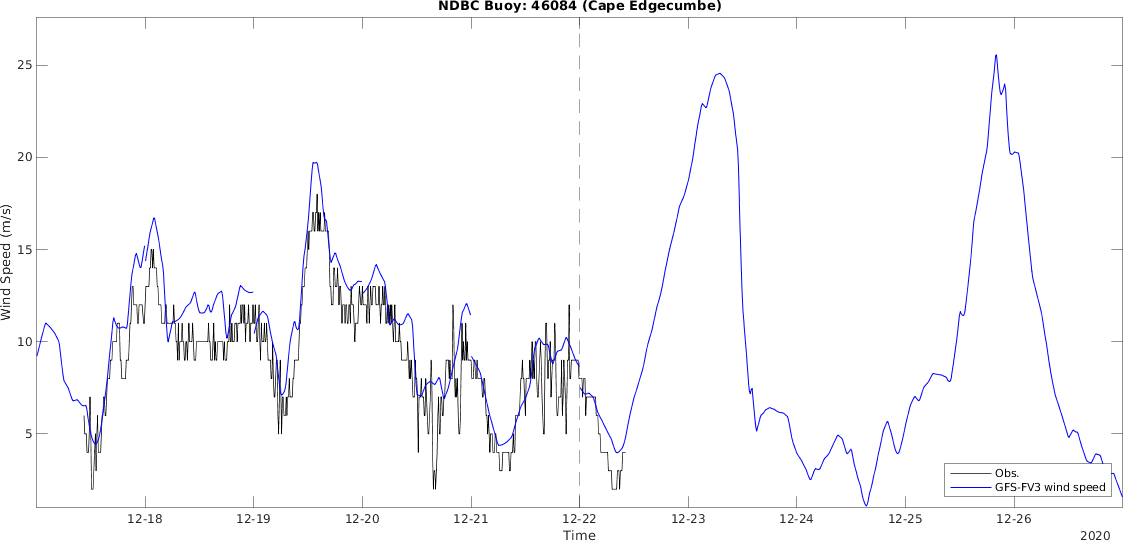 NDBC Buoy: 46084 (Cape Edgecumbe)
25
20
15
10
5
Wind Speed (m/s)
Obs.
GFS-FV3 wind speed
12-18 12-19 12-20 12-21 12-22 12-23 12-24 12-25 12-26
Time
2020